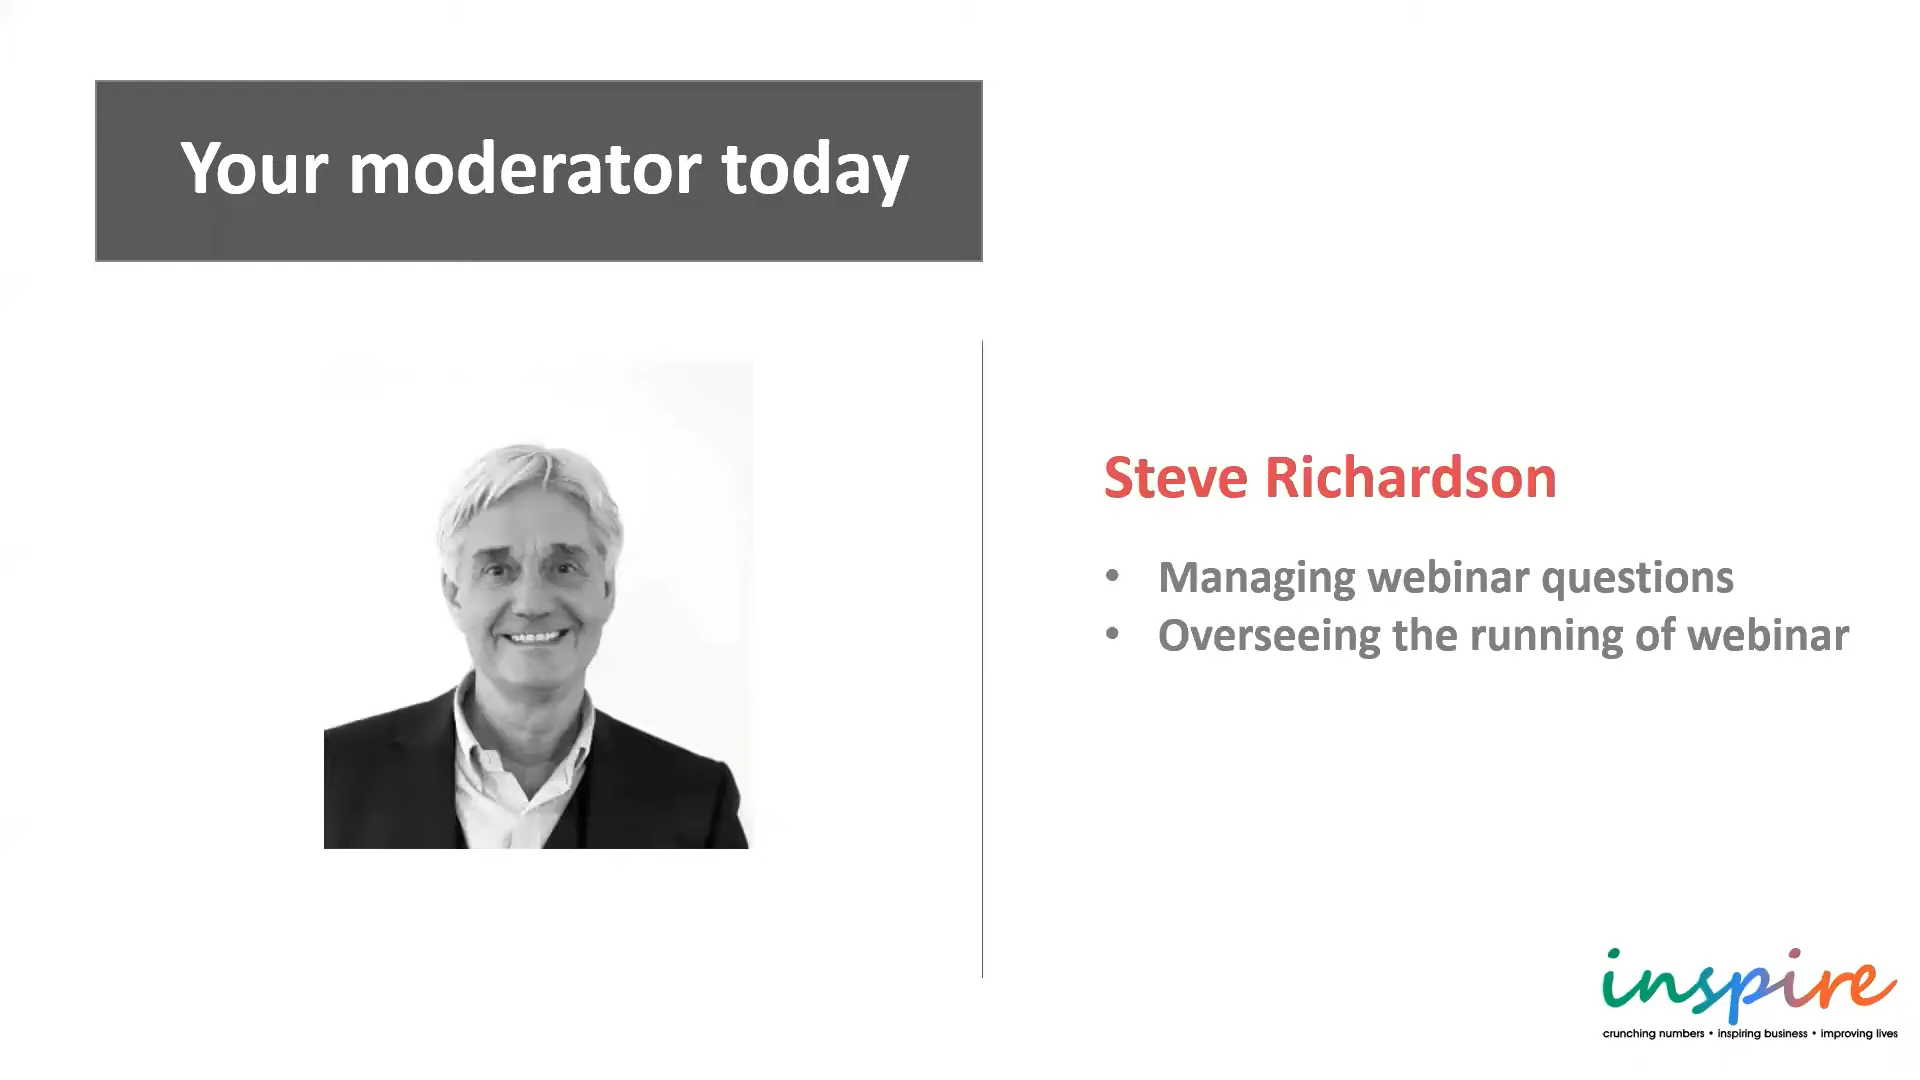 Your moderator today
Steve Richardson
• Managing webinar questions
• Overseeing the running of webinar
inspire
crunching numbers • inspiring business • improving lives